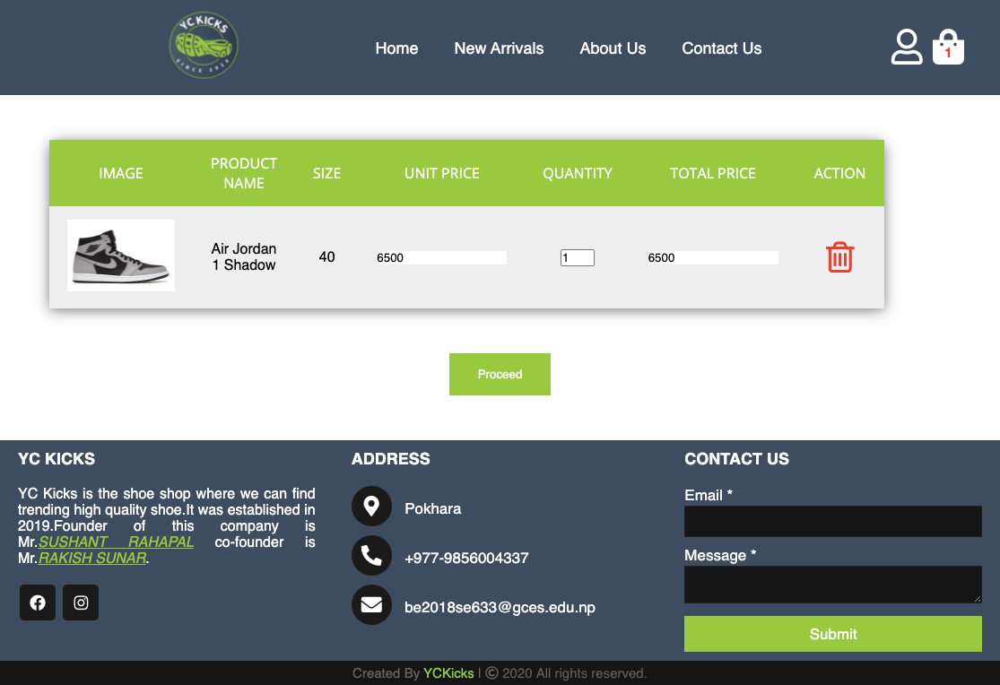 YC KICKS
SINCE 2019
Home New Arrivals About Us Contact Us
1
IMAGE PRODUCT NAME SIZE UNIT PRICE QUANTITY TOTAL PRICE ACTION
Air Jordan
1 Shadow
40 6500 1 6500
Proceed
YC KICKS
YC Kicks is the shoe shop where we can find
trending high quality shoe.It was established in
2019.Founder of this company is
Mr.SUSHANT RAHAPAL co-founder is
Mr.RAKISH SUNAR.
ADDRESS
Pokhara
+977-9856004337
be2018se633@gces.edu.np
CONTACT US
Email *
Message *
Submit
Created By YCKicks | © 2020 All rights reserved.